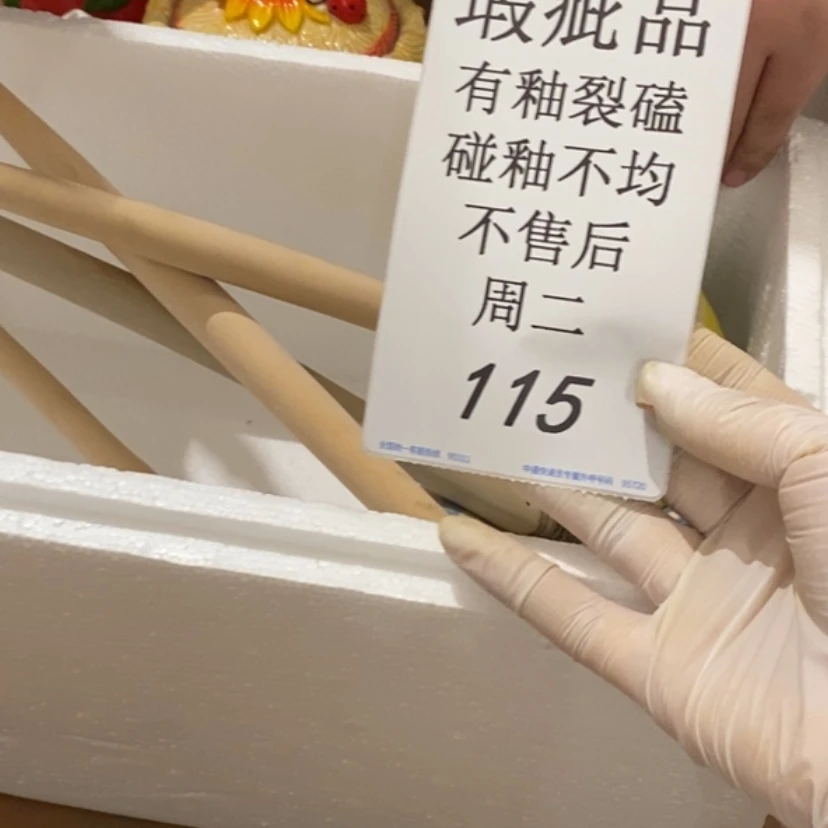 瑕疵品
有釉裂磕
碰釉不均
不售后
周二
115